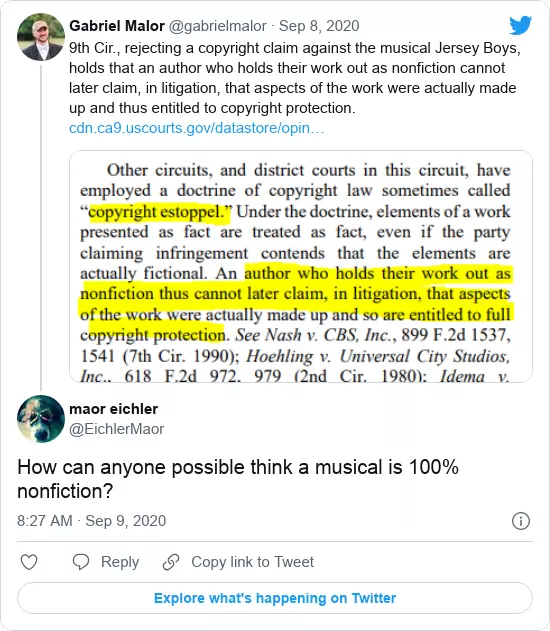 Gabriel Malor @gabrielmalor · Sep 8, 2020
9th Cir., rejecting a copyright claim against the musical Jersey Boys,
holds that an author who holds their work out as nonfiction cannot
later claim, in litigation, that aspects of the work were actually made
up and thus entitled to copyright protection.
cdn.ca9.uscourts.gov/datastore/opin…
Other circuits, and district courts in this circuit, have
employed a doctrine of copyright law sometimes called
“copyright estoppel.” Under the doctrine, elements of a work
presented as fact are treated as fact, even if the party
claiming infringement contends that the elements are
actually fictional. An author who holds their work out as
nonfiction thus cannot later claim, in litigation, that aspects
of the work were actually made up and so are entitled to full
copyright protection. See Nash v. CBS, Inc., 899 F.2d 1537,
1541 (7th Cir. 1990); Hoehling v. Universal City Studios,
Inc., 618 F.2d 972, 979 (2nd Cir. 1980); Idema v.
maor eichler
@EichlerMaor
How can anyone possible think a musical is 100%
nonfiction?
8:27 AM · Sep 9, 2020
Reply
Copy link to Tweet
Explore what's happening on Twitter